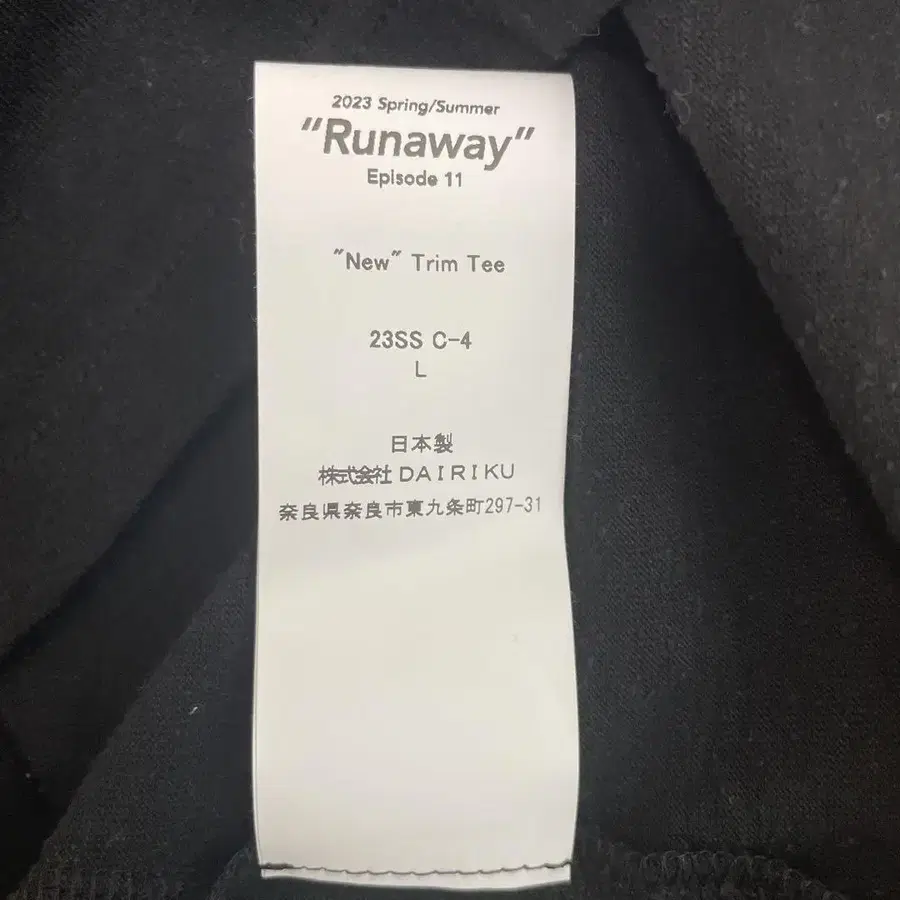 2023 Spring/Summer
"Runaway"
Episode 11
"New" Trim Tee
23SS C-4
L
日本製
株式会社 DAIRIKU
奈良県奈良市東九条町297-31